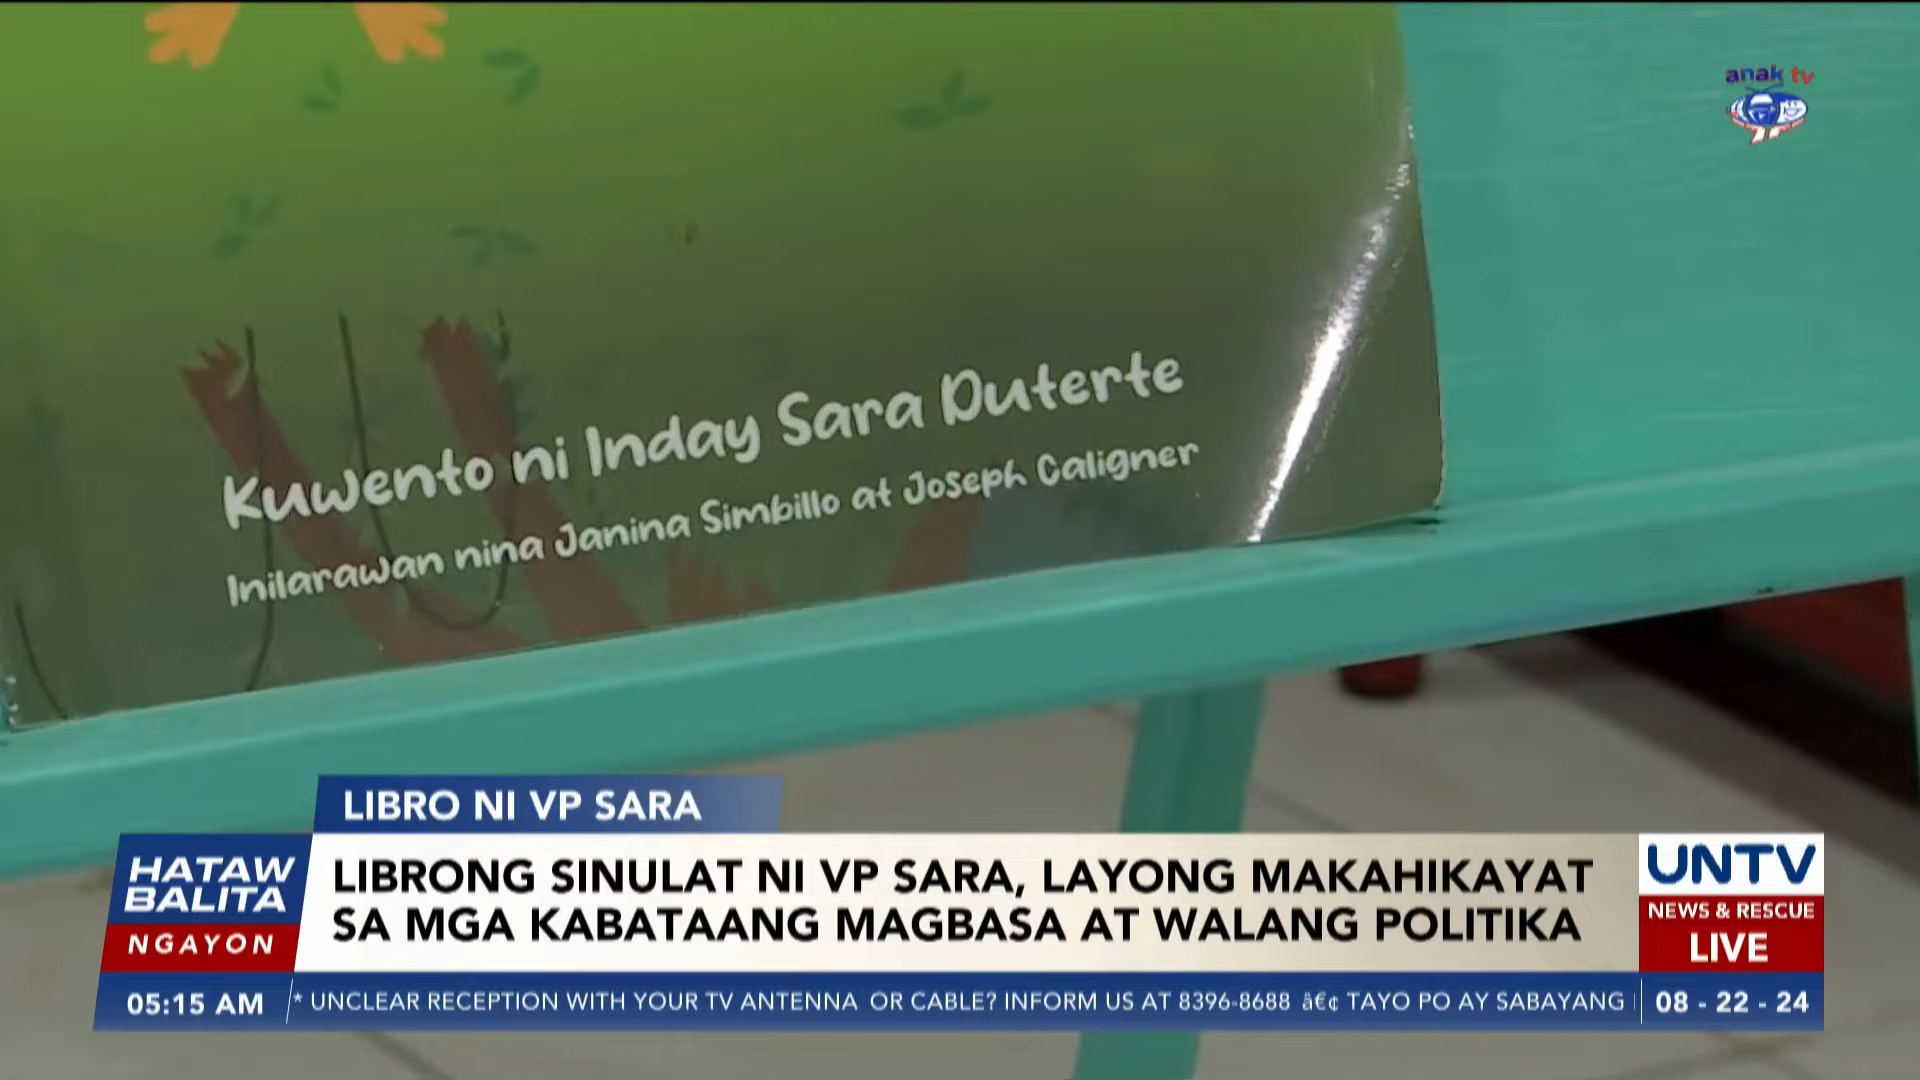 anak tv
Kuwento ni Inday Sara Duterte
Inilarawan nina Janina Simbillo at Joseph Caligner
LIBRO NI VP SARA
HATAW BALITA
NGAYON
LIBRONG SINULAT NI VP SARA, LAYONG MAKAHIKAYAT
SA MGA KABATAANG MAGBASA AT WALANG POLITIKA
UNTV
NEWS & RESCUE
LIVE
05:15 AM
* UNCLEAR RECEPTION WITH YOUR TV ANTENNA OR CABLE? INFORM US AT 8396-8688 â€¢ TAYO PO AY SABAYANG
08 - 22 - 24